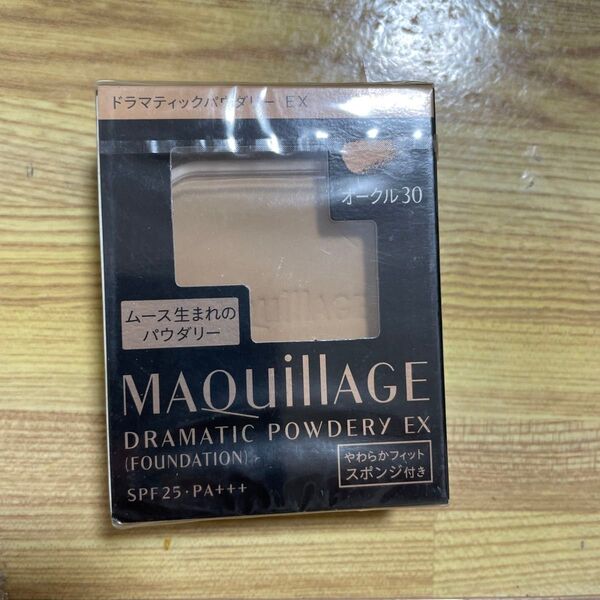 ドラマティックパウダリー EX
オークル30
ムース生まれの
パウダリー
MAQuillAGE
MAQuillAGE
DRAMATIC POWDERY EX
(FOUNDATION)
SPF25・PA+++
やわらかフィット
スポンジ付き